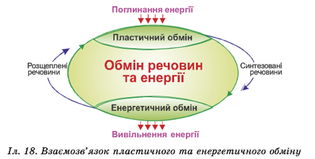 Поглинання енергії
Пластичний обмін
Розщеплені
речовини
Обмін речовин
та енергії
Синтезовані
речовини
Енергетичний обмін
Вивільнення енергії
Іл. 18. Взаємозв'язок пластичного та енергетичного обміну